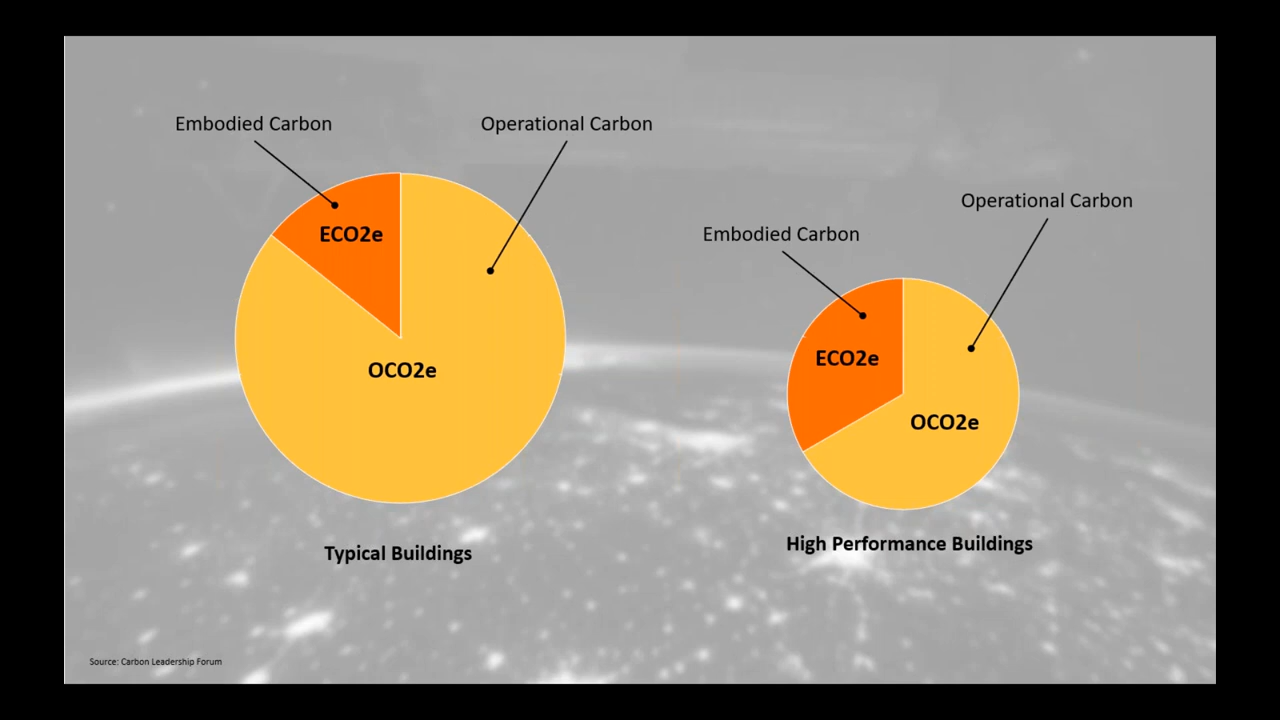 Embodied Carbon
Operational Carbon
ECO2e
OCO2e
Typical Buildings
Operational Carbon
Embodied Carbon
ECO2e
OCO2e
High Performance Buildings
Source: Carbon Leadership Forum